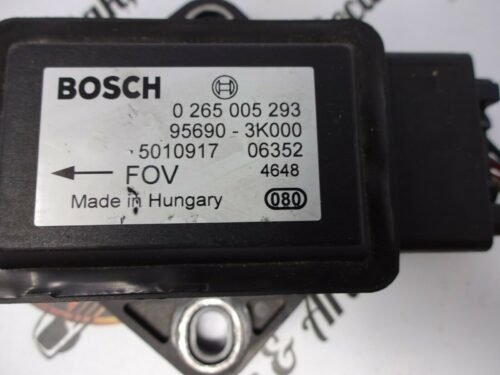 BOSCH
0 265 005 293
95690 - 3K000
5010917 06352
FOV 4648
Made in Hungary 080
&